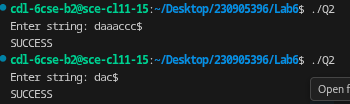 cdl-6cse-b2@sce-cl11-15:~/Desktop/230905396/Lab6$ ./Q2
Enter string: daaaccc$
SUCCESS
cdl-6cse-b2@sce-cl11-15:~/Desktop/230905396/Lab6$ ./Q2
Enter string: dac$
Open f
SUCCESS